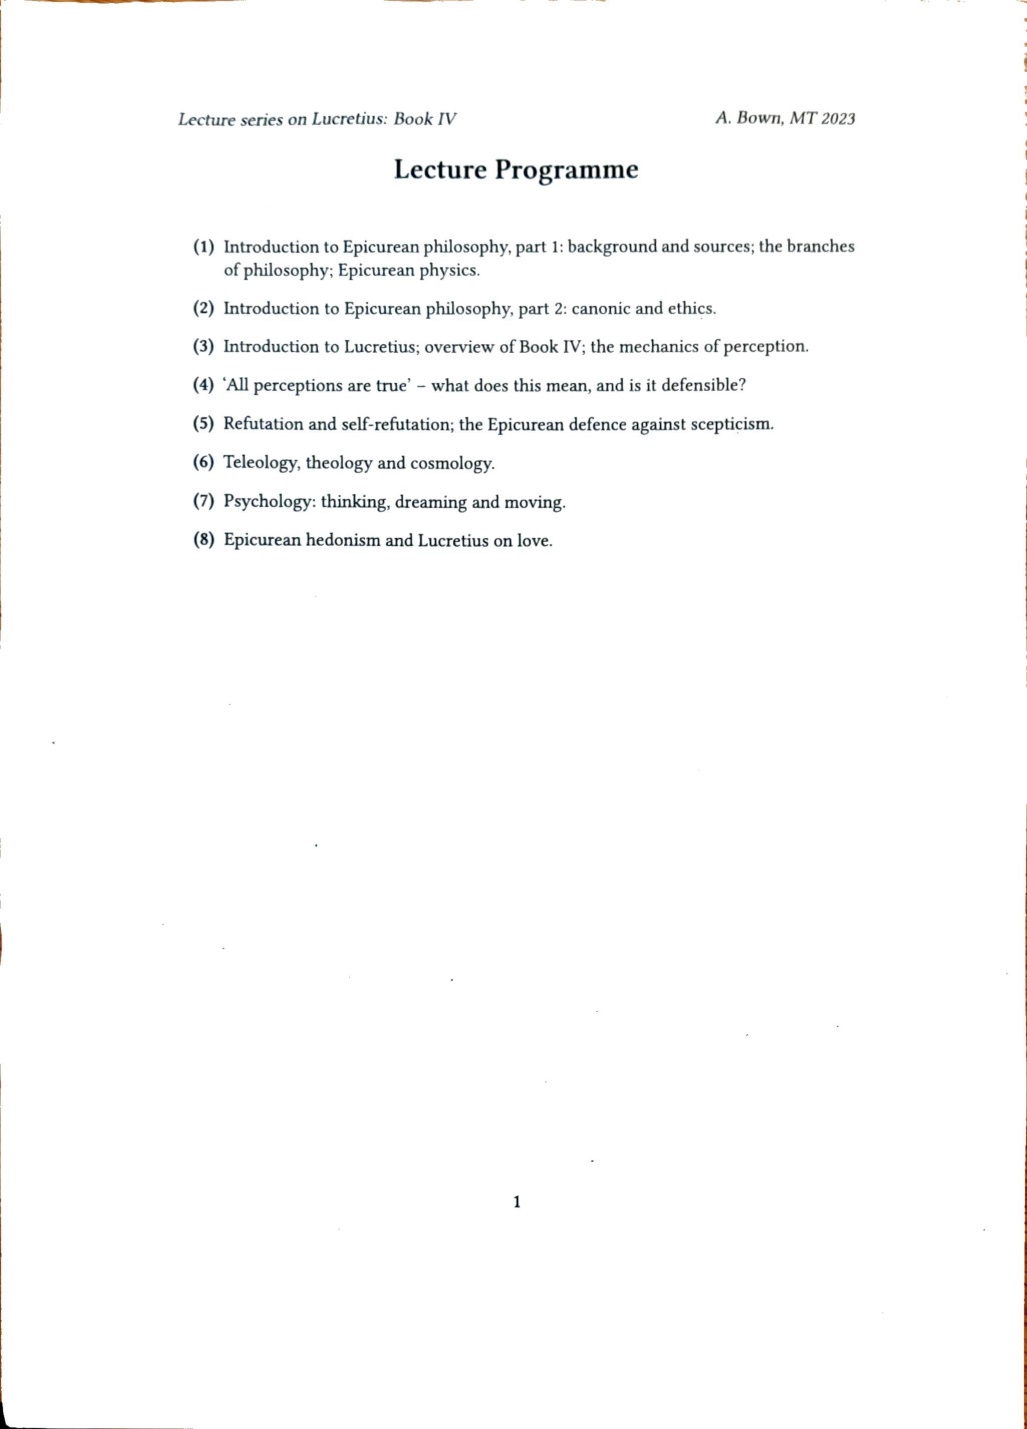 Lecture series on Lucretius: Book IV A. Bown, MT 2023
Lecture Programme
(1) Introduction to Epicurean philosophy, part 1: background and sources; the branches
of philosophy; Epicurean physics.
(2) Introduction to Epicurean philosophy, part 2: canonic and ethics.
(3) Introduction to Lucretius; overview of Book IV; the mechanics of perception.
(4) ‘All perceptions are true’ – what does this mean, and is it defensible?
(5) Refutation and self-refutation; the Epicurean defence against scepticism.
(6) Teleology, theology and cosmology.
(7) Psychology: thinking, dreaming and moving.
(8) Epicurean hedonism and Lucretius on love.
1